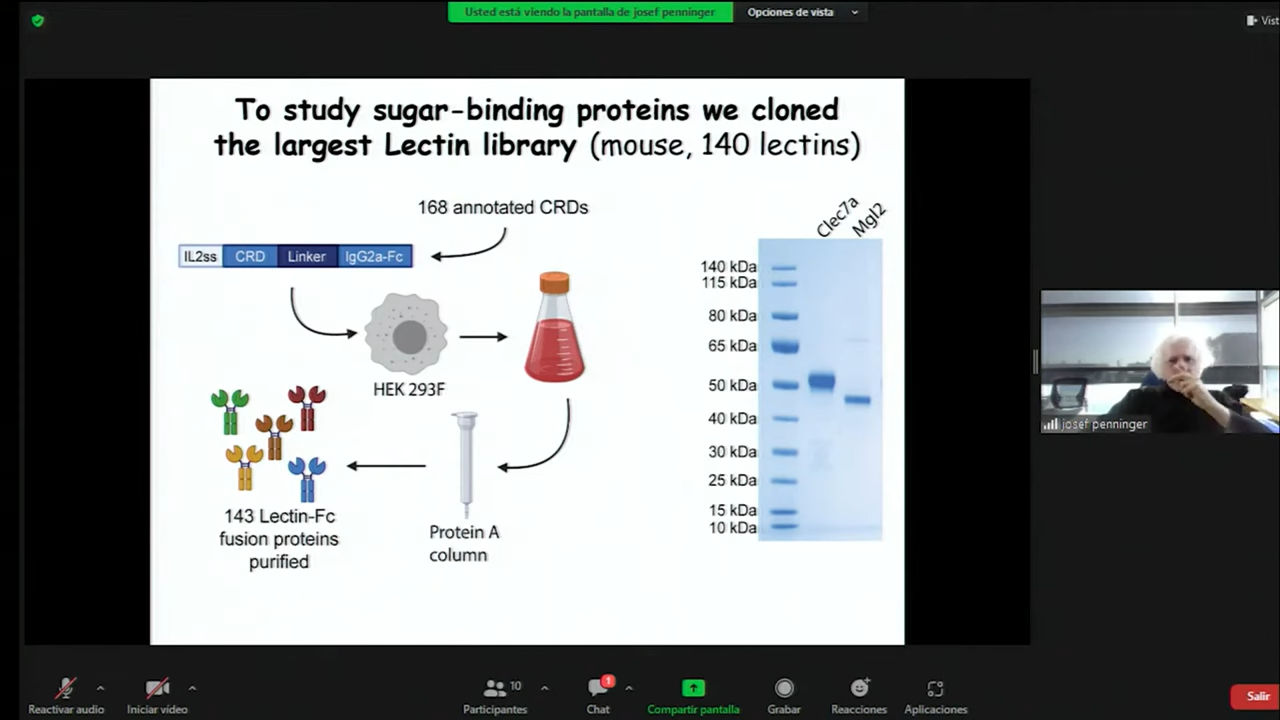 Usted está viendo la pantalla de josef penninger
Opciones de vista
Vist
To study sugar-binding proteins we cloned
the largest Lectin library (mouse, 140 lectins)
168 annotated CRDs
IL2ss CRD Linker IgG2a-Fc
HEK 293F
143 Lectin-Fc
fusion proteins
purified
Protein A
column
Clec7a
Mgl2
140 kDa
115 kDa
80 kDa
65 kDa
50 kDa
40 kDa
30 kDa
25 kDa
15 kDa
10 kDa
josef penninger
Reactivar audio
Iniciar vídeo
10
Participantes
1
Chat
Compartir pantalla
Grabar
Reacciones
Aplicaciones
Salir